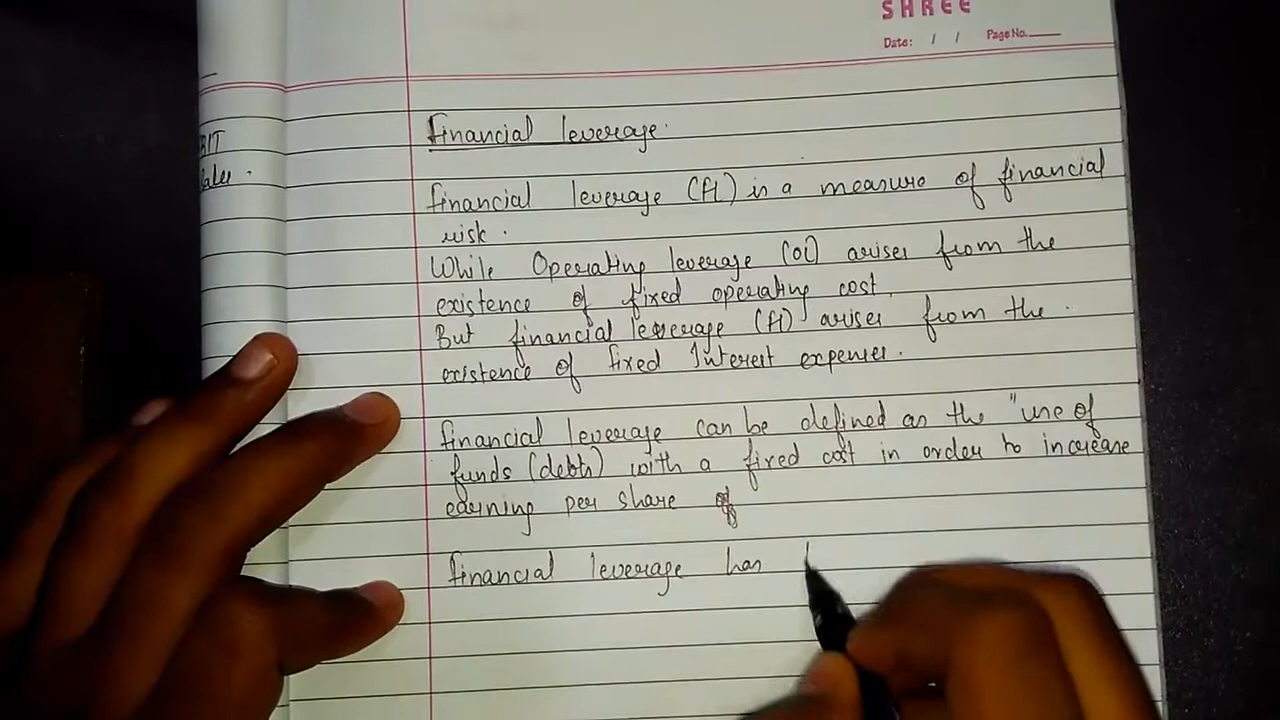 SHREE
Date: / / Page No.
BIT
Sales.
Financial leverage.
Financial leverage (FL) is a measure of financial
risk.
While Operating leverage (OL) arises from the
existence of fixed operating cost.
But financial leverage (FL) arises from the
existence of fixed Interest expenses.
Financial leverage can be defined as the "use of
funds (debts) with a fixed cost in order to increase
earning per share
Financial leverage has